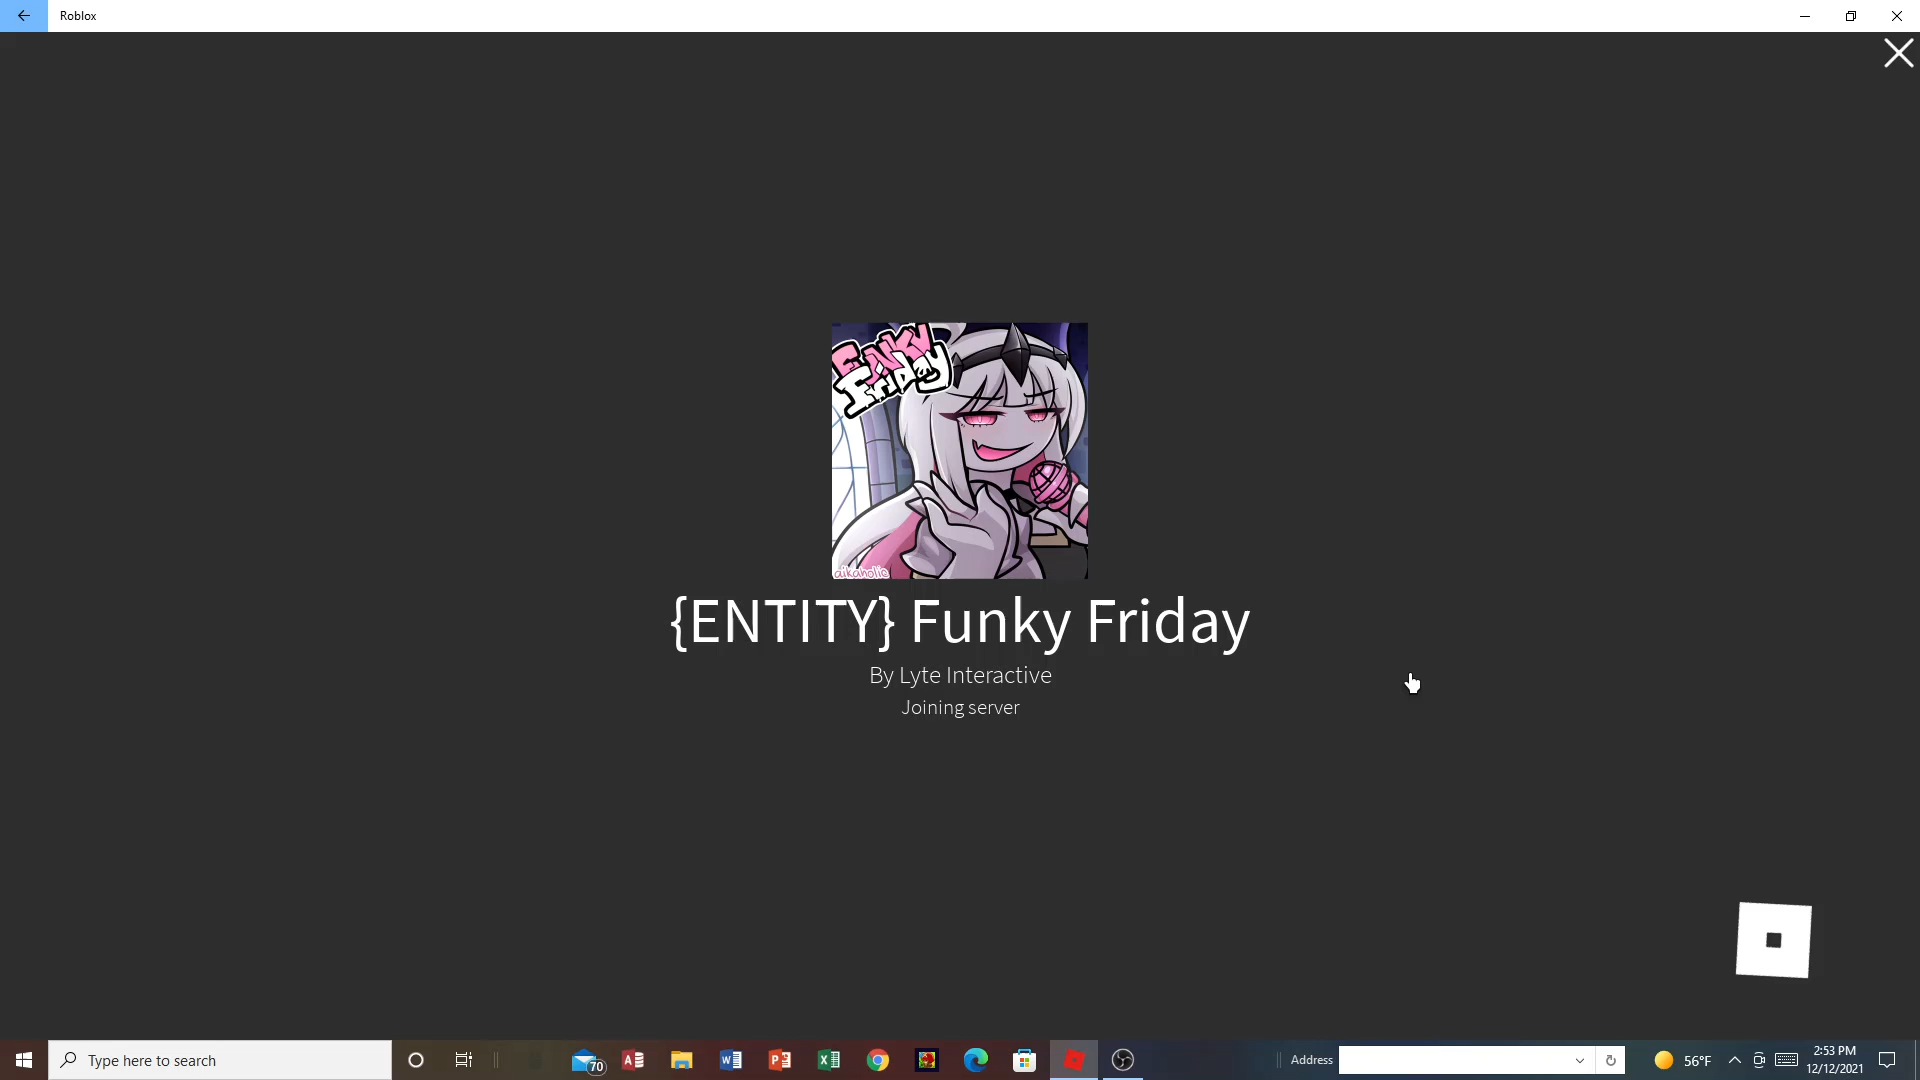 Roblox
FUNKY
FRiday
aikaholic
{ENTITY} Funky Friday
By Lyte Interactive
Joining server
Type here to search
70
Address
56°F
2:53 PM
12/12/2021